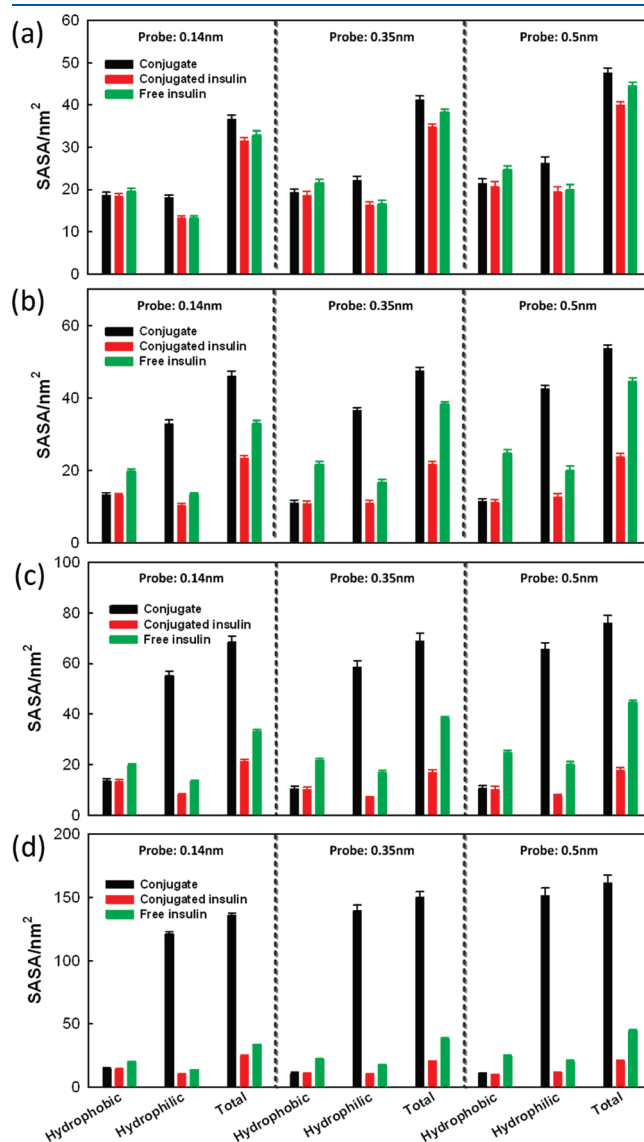 (a)
60
50
40
30
20
10
0
SASA/nm2
Probe: 0.14nm
Probe: 0.35nm
Probe: 0.5nm
Conjugate
Conjugated insulin
Free insulin
(b)
60
40
20
0
SASA/nm2
Probe: 0.14nm
Probe: 0.35nm
Probe: 0.5nm
Conjugate
Conjugated insulin
Free insulin
(c)
100
80
60
40
20
0
SASA/nm2
Probe: 0.14nm
Probe: 0.35nm
Probe: 0.5nm
Conjugate
Conjugated insulin
Free insulin
(d)
200
150
100
50
0
SASA/nm2
Probe: 0.14nm
Probe: 0.35nm
Probe: 0.5nm
Conjugate
Conjugated insulin
Free insulin
Hydrophobic
Hydrophilic
Total
Hydrophobic
Hydrophilic
Total
Hydrophobic
Hydrophilic
Total